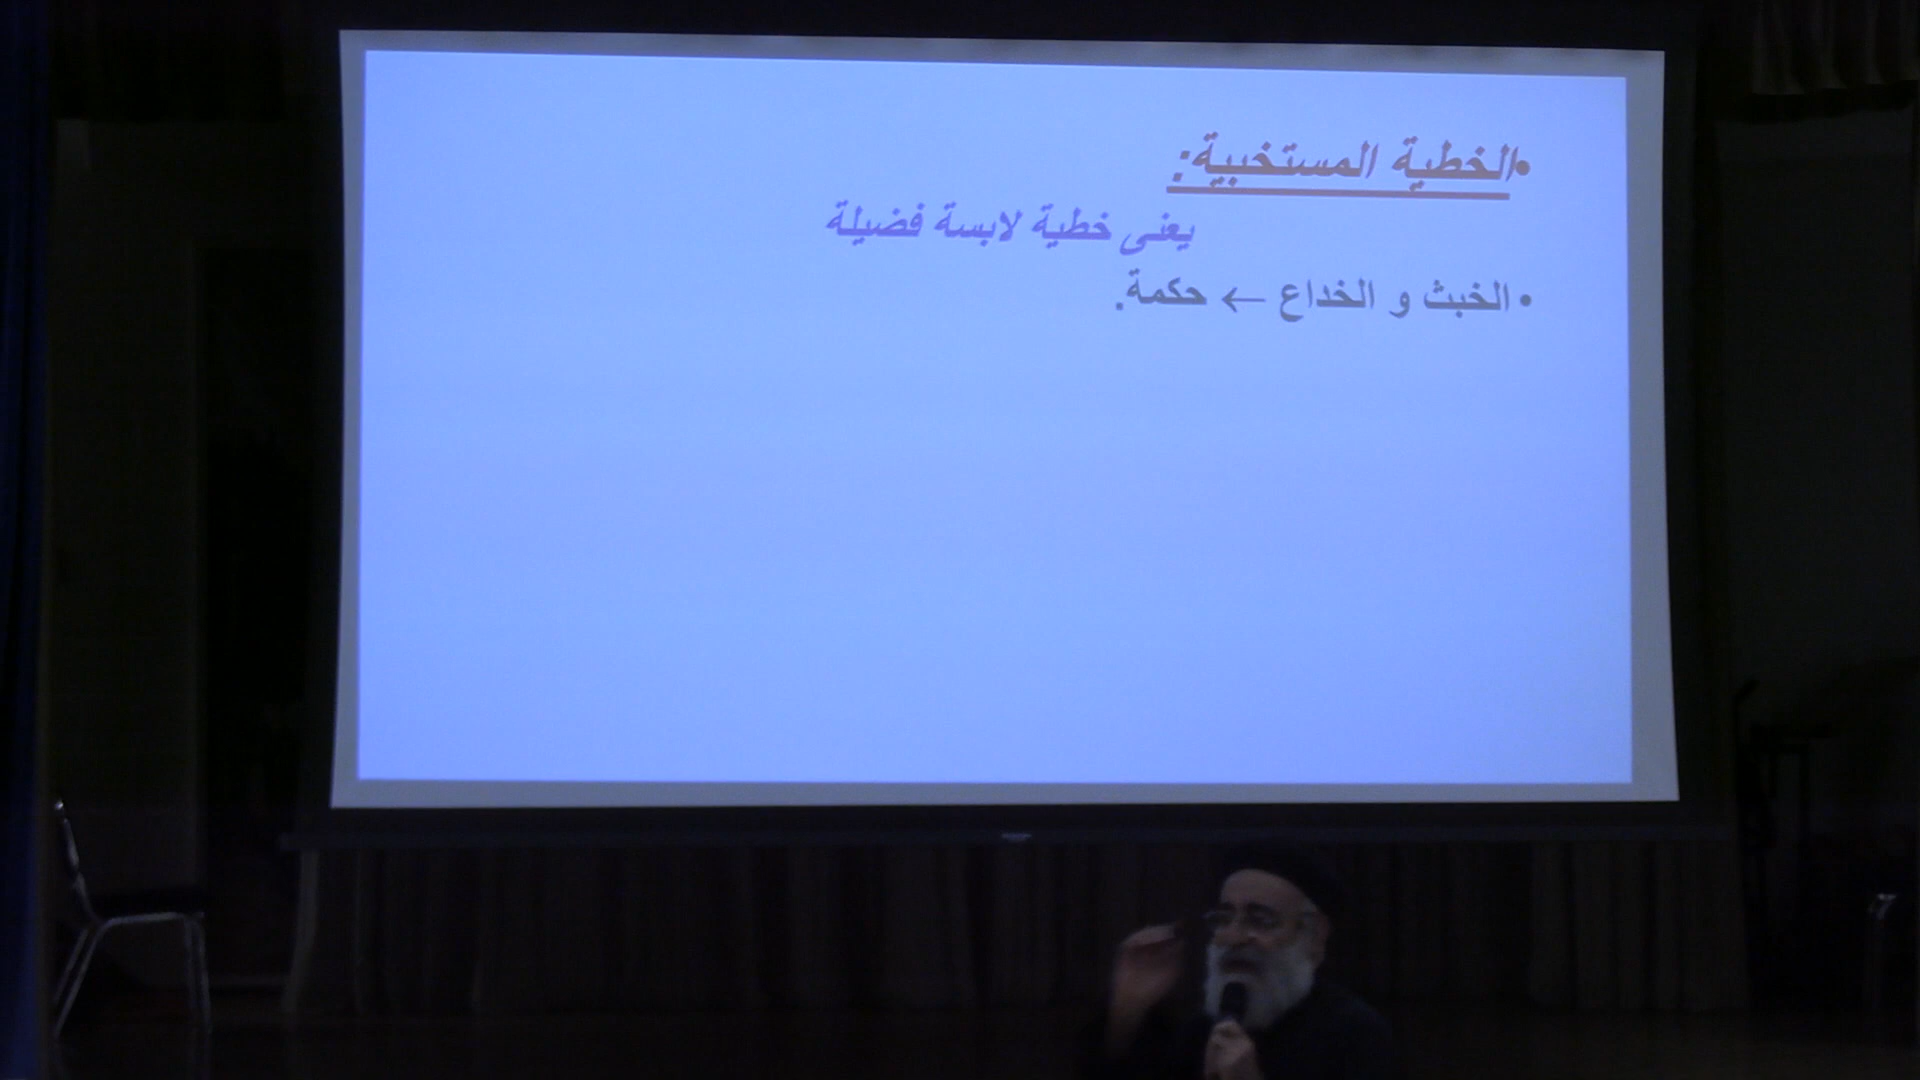 •الخطية المستخبية:
يعنى خطية لابسة فضيلة
• الخبث و الخداع ← حكمة.